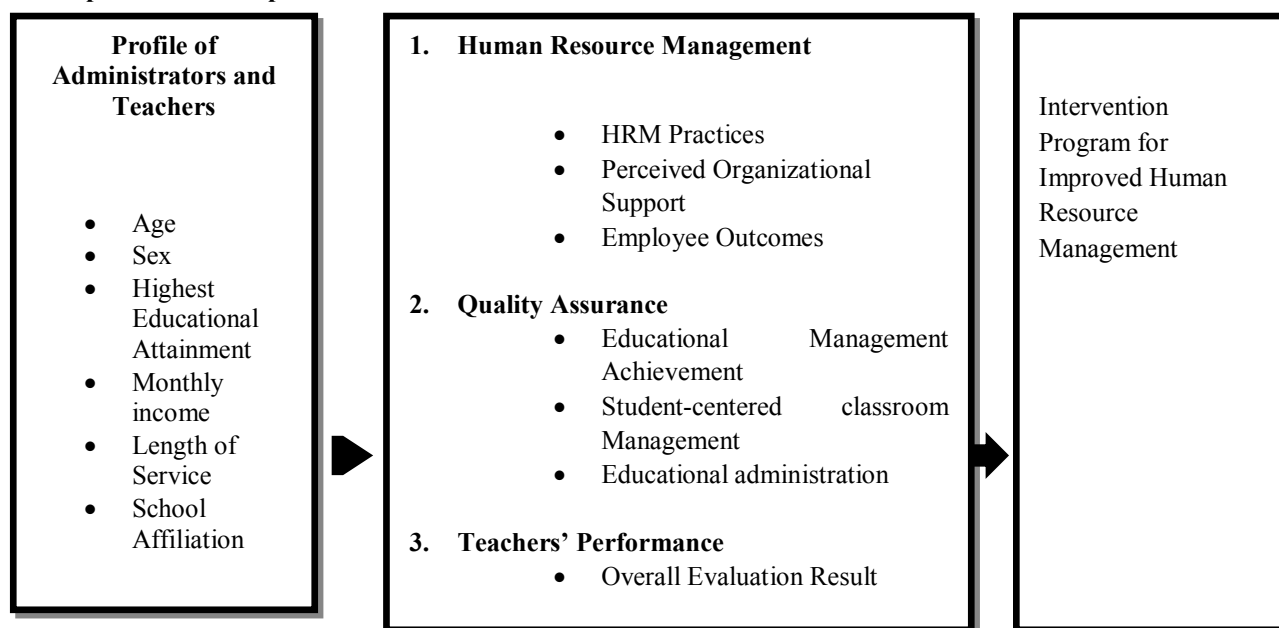 Profile of
Administrators and
Teachers
• Age
• Sex
• Highest
Educational
Attainment
• Monthly
income
• Length of
Service
• School
Affiliation
1. Human Resource Management
• HRM Practices
• Perceived Organizational
Support
• Employee Outcomes
2. Quality Assurance
• Educational Management
Achievement
• Student-centered classroom
Management
• Educational administration
3. Teachers’ Performance
• Overall Evaluation Result
Intervention
Program for
Improved Human
Resource
Management